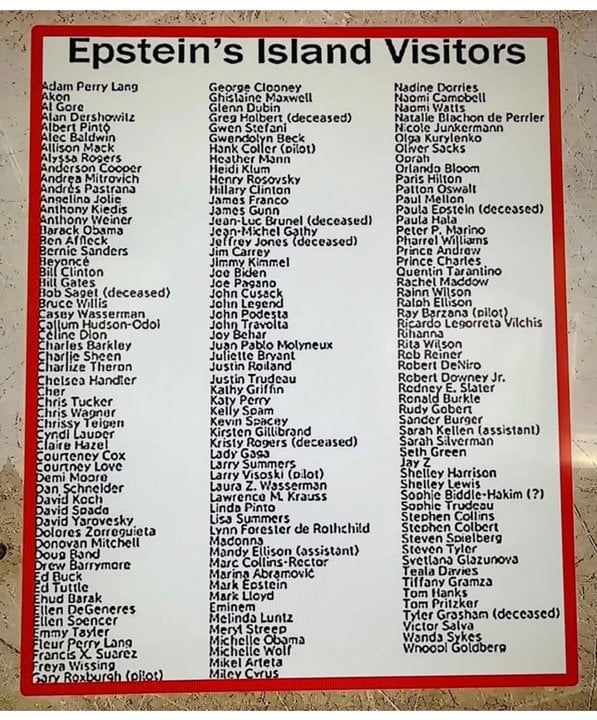 Epstein's Island Visitors
Adam Perry Lang
Akon
Al Gore
Alan Dershowitz
Albert Pinto
Alec Baldwin
Allison Mack
Alyssa Rogers
Anderson Cooper
Andrea Mitrovich
Andrés Pastrana
Angelina Jolie
Anthony Kiedis
Anthony Weiner
Barack Obama
Ben Affleck
Bernie Sanders
Beyoncé
Bill Clinton
Bill Gates
Bob Saget (deceased)
Bruce Willis
Casey Wasserman
Callum Hudson-Odoi
Céline Dion
Charles Barkley
Charlie Sheen
Charlize Theron
Chelsea Handler
Cher
Chris Tucker
Chris Wagner
Chrissy Teigen
Cyndi Lauper
Claire Hazel
Courteney Cox
Courtney Love
Demi Moore
Dan Schneider
David Koch
David Spade
David Yarovesky
Dolores Zorreguieta
Donovan Mitchell
Doug Band
Drew Barrymore
Ed Buck
Ed Tuttle
Ehud Barak
Ellen DeGeneres
Ellen Spencer
Emmy Tayler
Fleur Perry Lang
Francis X. Suarez
Freya Wissing
Gary Roxburgh (pilot)
George Clooney
Ghislaine Maxwell
Glenn Dubin
Greg Holbert (deceased)
Gwen Stefani
Gwendolyn Beck
Hank Coller (pilot)
Heather Mann
Heidi Klum
Henry Rosovsky
Hillary Clinton
James Franco
James Gunn
Jean-Luc Brunel (deceased)
Jean-Michel Gathy
Jeffrey Jones (deceased)
Jim Carrey
Jimmy Kimmel
Joe Biden
Joe Pagano
John Cusack
John Legend
John Podesta
John Travolta
Joy Behar
Juan Pablo Molyneux
Juliette Bryant
Justin Roiland
Justin Trudeau
Kathy Griffin
Katy Perry
Kelly Spam
Kevin Spacey
Kirsten Gillibrand
Kristy Rogers (deceased)
Lady Gaga
Larry Summers
Larry Visoski (pilot)
Laura Z. Wasserman
Lawrence M. Krauss
Linda Pinto
Lisa Summers
Lynn Forester de Rothchild
Madonna
Mandy Ellison (assistant)
Marc Collins-Rector
Marina Abramović
Mark Epstein
Mark Lloyd
Eminem
Melinda Luntz
Meryl Streep
Michelle Obama
Michelle Wolf
Mikel Arteta
Miley Cyrus
Nadine Dorries
Naomi Campbell
Naomi Watts
Natalie Blachon de Perrier
Nicole Junkermann
Olga Kurylenko
Oliver Sacks
Oprah
Orlando Bloom
Paris Hilton
Patton Oswalt
Paul Mellon
Paula Epstein (deceased)
Paula Hala
Peter P. Marino
Pharrel Williams
Prince Andrew
Prince Charles
Quentin Tarantino
Rachel Maddow
Rainn Wilson
Ralph Ellison
Ray Barzana (pilot)
Ricardo Legorreta Vilchis
Rihanna
Rita Wilson
Rob Reiner
Robert DeNiro
Robert Downey Jr.
Rodney E. Slater
Ronald Burkle
Rudy Gobert
Sander Burger
Sarah Kellen (assistant)
Sarah Silverman
Seth Green
Jay Z
Shelley Harrison
Shelley Lewis
Sophie Biddle-Hakim (?)
Sophie Trudeau
Stephen Collins
Stephen Colbert
Steven Spielberg
Steven Tyler
Svetlana Glazunova
Teala Davies
Tiffany Gramza
Tom Hanks
Tom Pritzker
Tyler Grasham (deceased)
Victor Salva
Wanda Sykes
Whoopi Goldberg